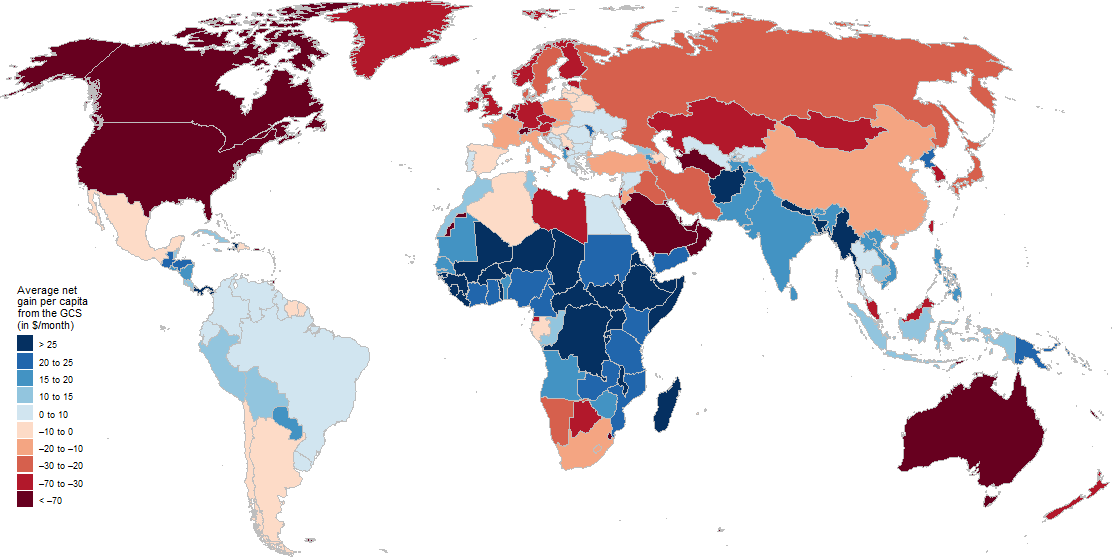 Average net
gain per capita
from the GCS
(in $/month)
> 25
20 to 25
15 to 20
10 to 15
0 to 10
–10 to 0
–20 to –10
–30 to –20
–70 to –30
< –70